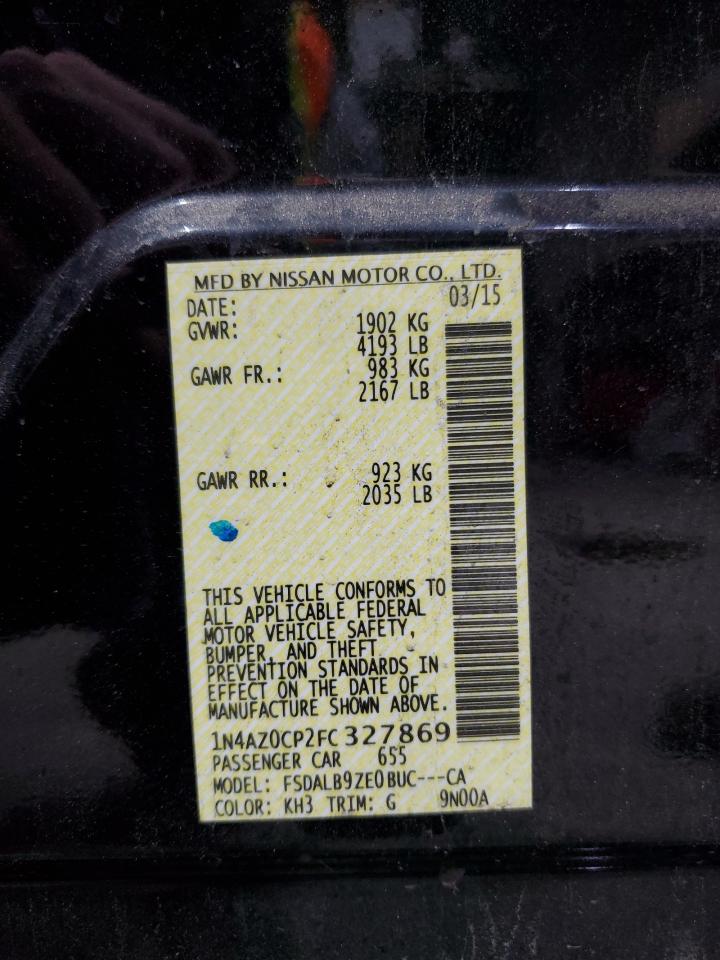 MFD BY NISSAN MOTOR CO., LTD.
DATE: 03/15
GVWR: 1902 KG
4193 LB
GAWR FR.: 983 KG
2167 LB
GAWR RR.: 923 KG
2035 LB
THIS VEHICLE CONFORMS TO
ALL APPLICABLE FEDERAL
MOTOR VEHICLE SAFETY,
BUMPER, AND THEFT
PREVENTION STANDARDS IN
EFFECT ON THE DATE OF
MANUFACTURE SHOWN ABOVE.
1N4AZ0CP2FC327869
PASSENGER CAR 655
MODEL: FSDALB9ZE0BUC---CA
COLOR: KH3 TRIM: G 9N00A